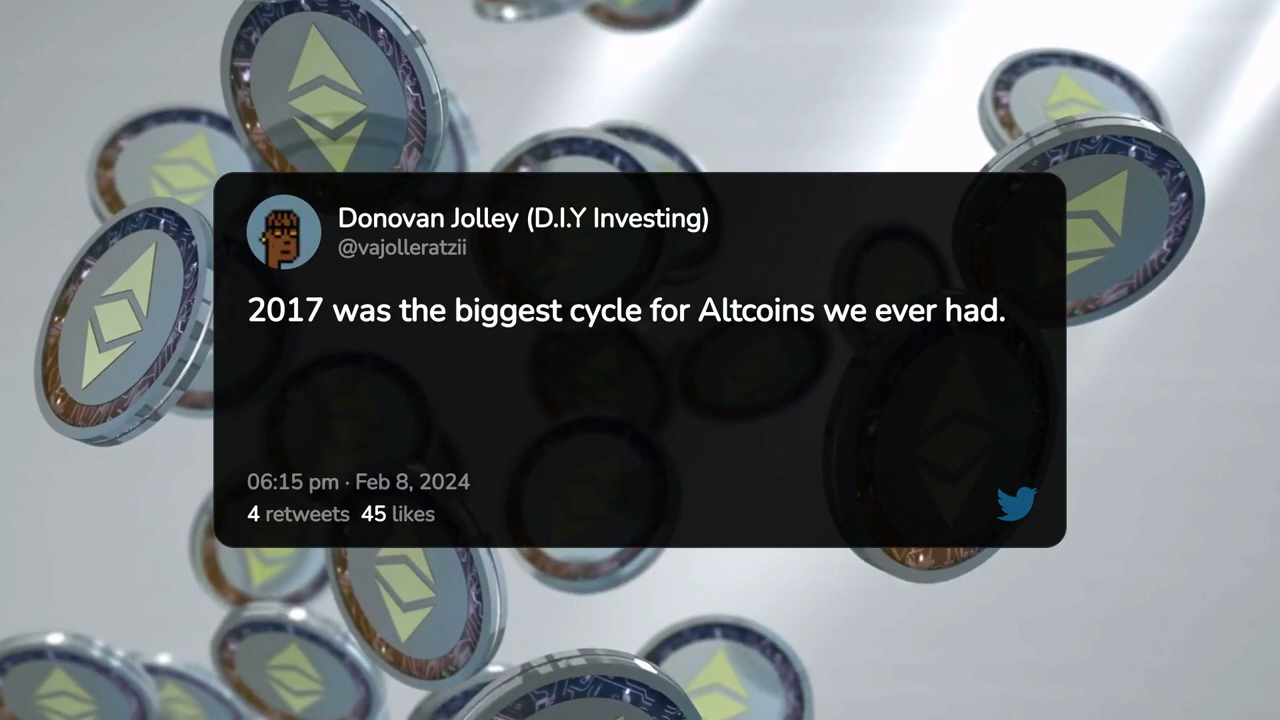 Donovan Jolley (D.I.Y Investing)
@vajolleratzii
2017 was the biggest cycle for Altcoins we ever had.
06:15 pm · Feb 8, 2024
4 retweets 45 likes